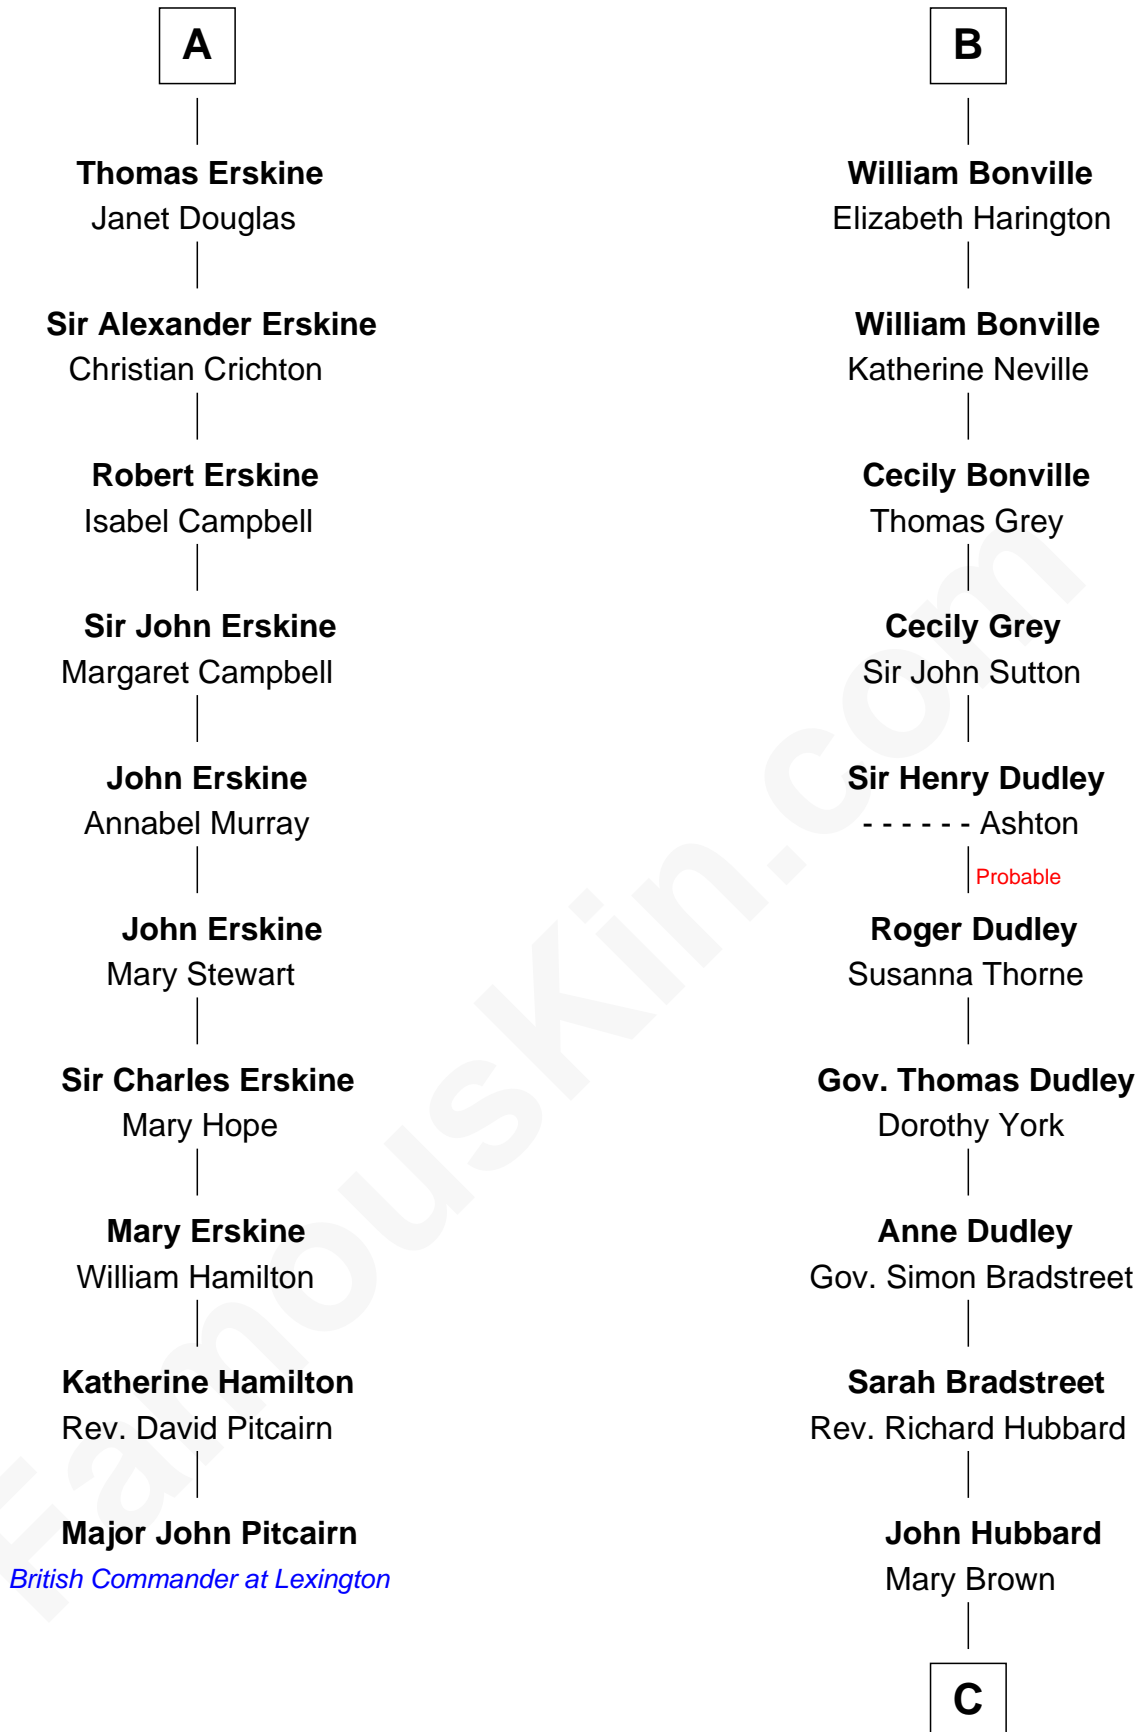 A
Thomas Erskine
Janet Douglas
Sir Alexander Erskine
Christian Crichton
Robert Erskine
Isabel Campbell
Sir John Erskine
Margaret Campbell
John Erskine
Annabel Murray
John Erskine
Mary Stewart
Sir Charles Erskine
Mary Hope
Mary Erskine
William Hamilton
Katherine Hamilton
Rev. David Pitcairn
Major John Pitcairn
British Commander at Lexington
B
William Bonville
Elizabeth Harington
William Bonville
Katherine Neville
Cecily Bonville
Thomas Grey
Cecily Grey
Sir John Sutton
Sir Henry Dudley
- - - - - - Ashton
Probable
Roger Dudley
Susanna Thorne
Gov. Thomas Dudley
Dorothy York
Anne Dudley
Gov. Simon Bradstreet
Sarah Bradstreet
Rev. Richard Hubbard
John Hubbard
Mary Brown
C
FamousKin.com